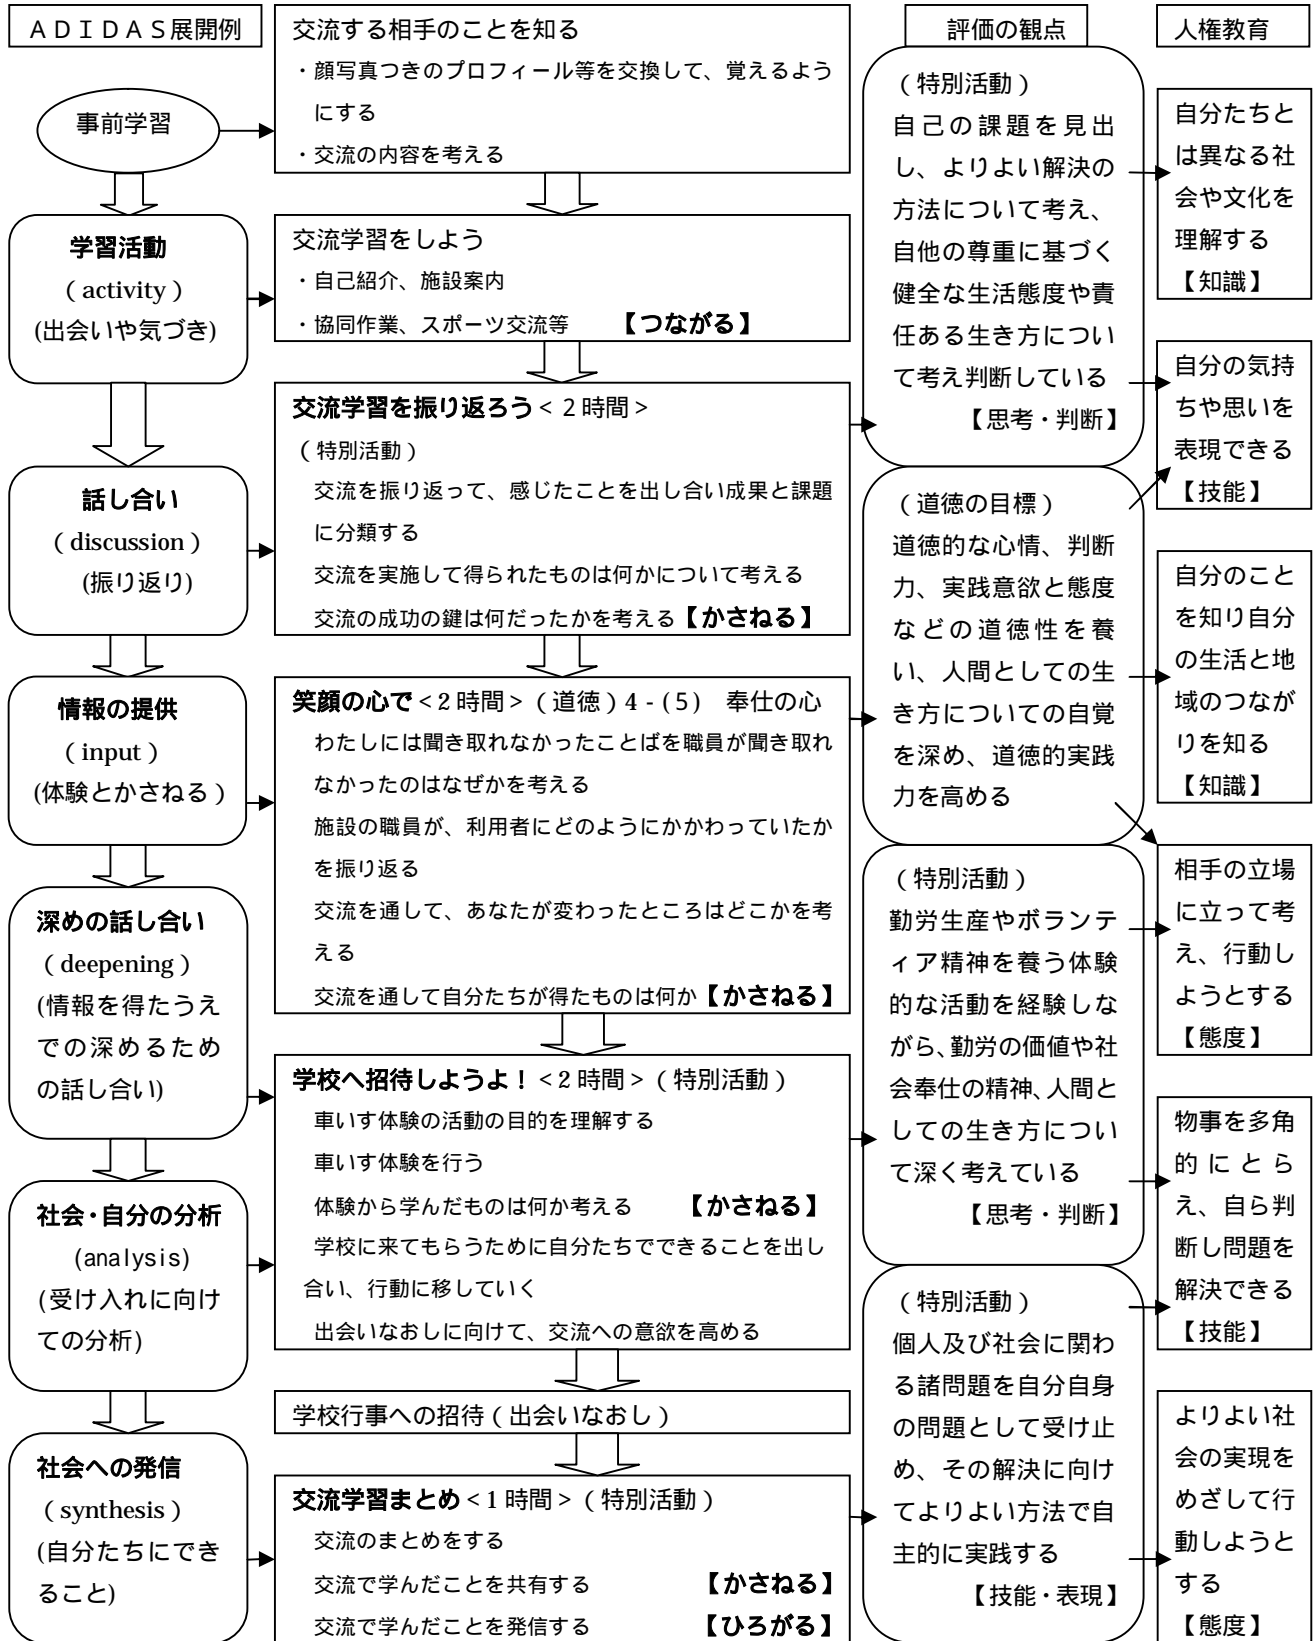 ＡＤＩＤＡＳ展開例
事前学習
学習活動
（activity）
(出会いや気づき)
話し合い
（discussion）
(振り返り)
情報の提供
（input）
(体験とかさねる）
深めの話し合い
（deepening）
(情報を得たうえ
での深めるため
の話し合い)
社会・自分の分析
(analysis)
(受け入れに向け
ての分析)
社会への発信
（synthesis）
(自分たちにでき
ること)
交流する相手のことを知る
・顔写真つきのプロフィール等を交換して、覚えるよう
にする
・交流の内容を考える
交流学習をしよう
・自己紹介、施設案内
・協同作業、スポーツ交流等　【つながる】
交流学習を振り返ろう＜２時間＞
（特別活動）
交流を振り返って、感じたことを出し合い成果と課題
に分類する
交流を実施して得られたものは何かについて考える
交流の成功の鍵は何だったかを考える【かさねる】
笑顔の心で＜2時間＞（道徳）4‐(5)　奉仕の心
わたしには聞き取れなかったことばを職員が聞き取れ
なかったのはなぜかを考える
施設の職員が、利用者にどのようにかかわっていたか
を振り返る
交流を通して、あなたが変わったところはどこかを考
える
交流を通して自分たちが得たものは何か【かさねる】
学校へ招待しようよ！＜2時間＞（特別活動）
車いす体験の活動の目的を理解する
車いす体験を行う
体験から学んだものは何か考える　【かさねる】
学校に来てもらうために自分たちでできることを出し
合い、行動に移していく
出会いなおしに向けて、交流への意欲を高める
学校行事への招待（出会いなおし）
交流学習まとめ＜1時間＞（特別活動）
交流のまとめをする
交流で学んだことを共有する　【かさねる】
交流で学んだことを発信する　【ひろがる】
評価の観点
（特別活動）
自己の課題を見出
し、よりよい解決の
方法について考え、
自他の尊重に基づく
健全な生活態度や責
任ある生き方につい
て考え判断している
【思考・判断】
（道徳の目標）
道徳的な心情、判断
力、実践意欲と態度
などの道徳性を養
い、人間としての生
き方についての自覚
を深め、道徳的実践
力を高める
（特別活動）
勤労生産やボランテ
ィア精神を養う体験
的な活動を経験しな
がら、勤労の価値や社
会奉仕の精神、人間と
しての生き方につい
て深く考えている
【思考・判断】
（特別活動）
個人及び社会に関わ
る諸問題を自分自身
の問題として受け止
め、その解決に向け
てよりよい方法で自
主的に実践する
【技能・表現】
人権教育
自分たちと
は異なる社
会や文化を
理解する
【知識】
自分の気持
ちや思いを
表現できる
【技能】
自分のこと
を知り自分
の生活と地
域のつなが
りを知る
【知識】
相手の立場
に立って考
え、行動し
ようとする
【態度】
物事を多角
的にとら
え、自ら判
断し問題を
解決できる
【技能】
よりよい社
会の実現を
めざして行
動しようと
する
【態度】